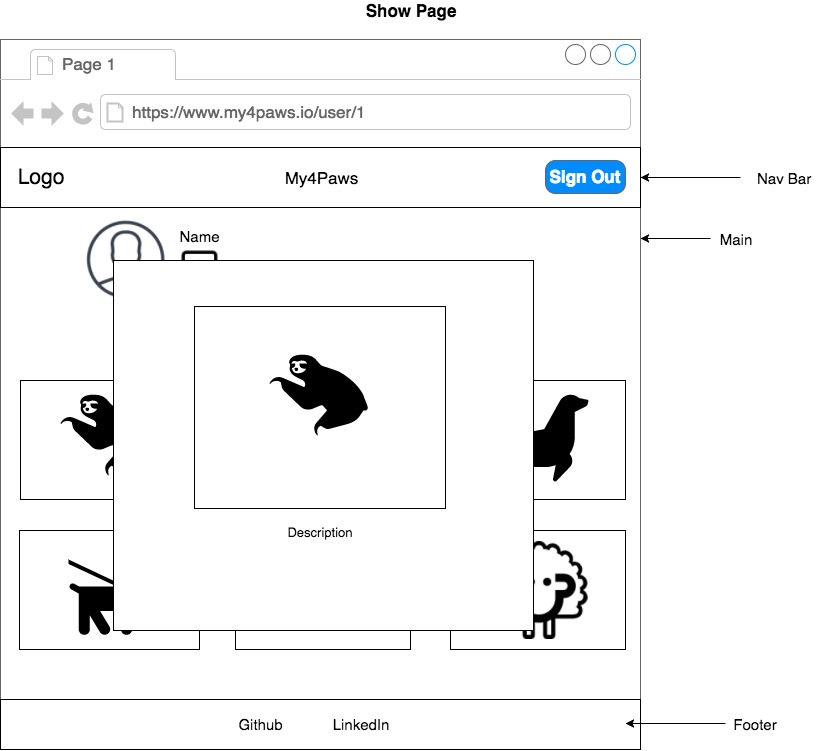 Show Page
Page 1
https://www.my4paws.io/user/1
Logo
My4Paws
Sign Out
Nav Bar
Name
Main
Description
Github
LinkedIn
Footer